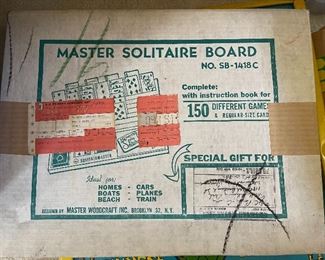 MASTER SOLITAIRE BOARD
NO. SB-1418C
Complete:
with instruction book for
150 DIFFERENT GAMES
& REGULAR-SIZE CARD
SPECIAL GIFT FOR
Ideal for:
HOMES - CARS
BOATS - PLANES
BEACH - TRAIN
DESIGNED BY MASTER WOODCRAFT INC. BROOKLYN 32, N.Y.